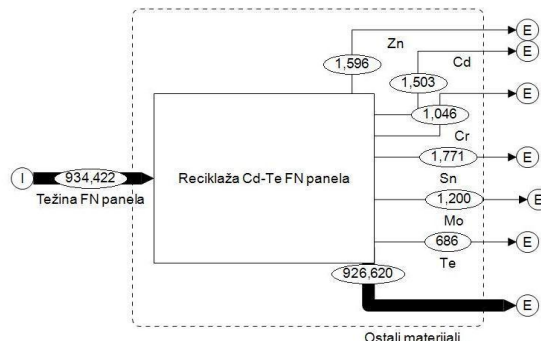 Zn
E
1,596
Cd
E
1,503
E
1,046
Cr
I
934,422
Težina FN panela
Reciklaža Cd-Te FN panela
1,771
E
Sn
1,200
E
Mo
686
E
Te
926,620
E
Ostali materijali